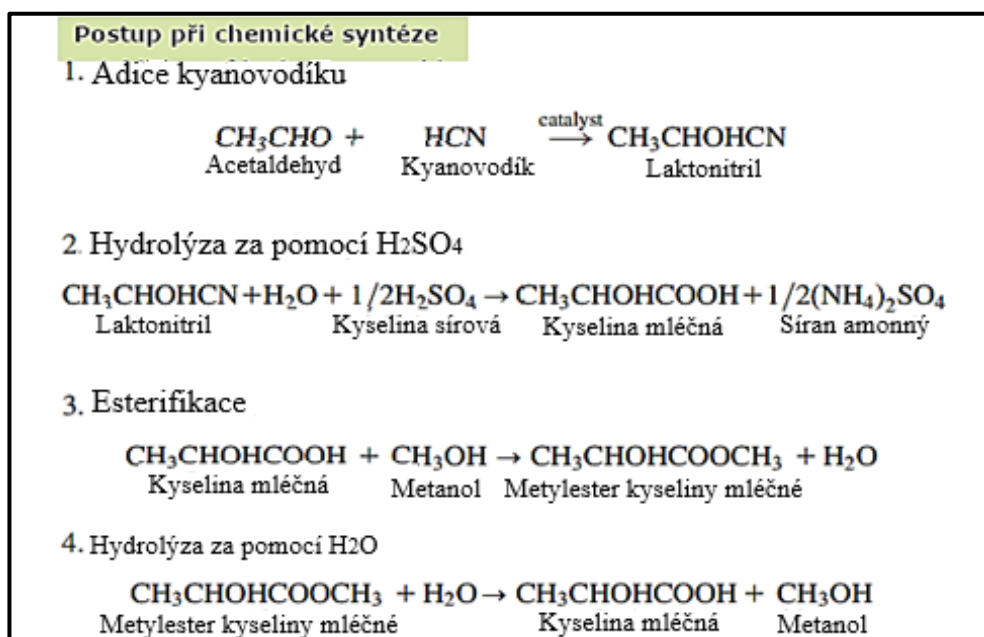 Postup při chemické syntéze
1. Adice kyanovodíku
catalyst
CH₃CHO + HCN → CH₃CHOHCN
Acetaldehyd Kyanovodík Laktonitril
2. Hydrolýza za pomocí H2SO4
CH₃CHOHCN+H₂O + 1/2H₂SO₄ → CH₃CHOHCOOH + 1/2(NH₄)₂SO₄
Laktonitril Kyselina sírová Kyselina mléčná Síran amonný
3. Esterifikace
CH₃CHOHCOOH + CH₃OH → CH₃CHOHCOOCH₃ + H₂O
Kyselina mléčná Metanol Metylester kyseliny mléčné
4. Hydrolýza za pomocí H2O
CH₃CHOHCOOCH₃ + H₂O → CH₃CHOHCOOH + CH₃OH
Metylester kyseliny mléčné Kyselina mléčná Metanol